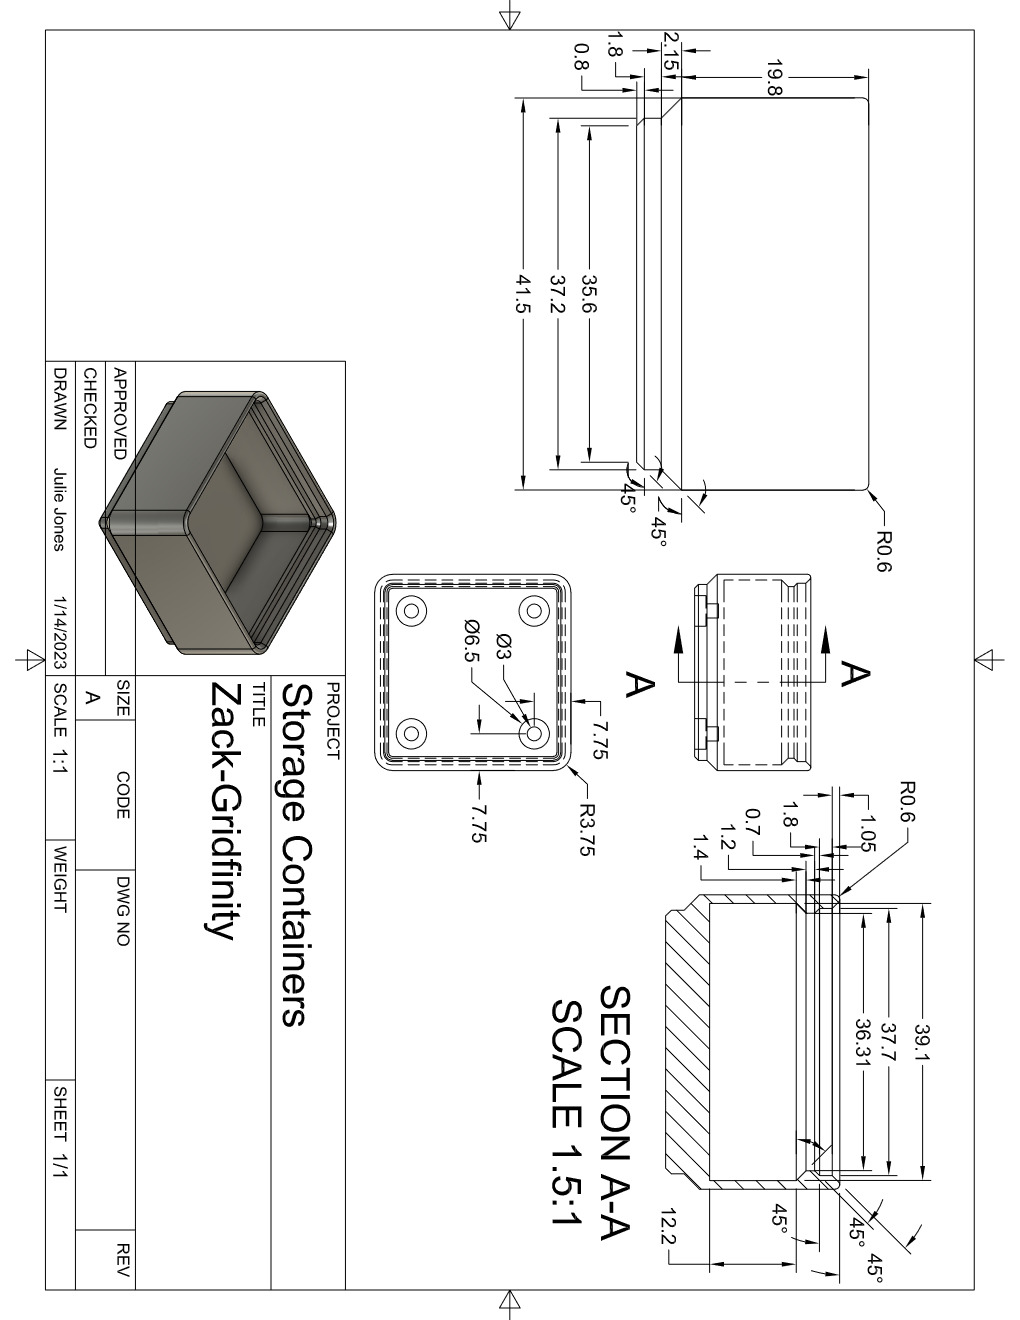 R0.6
19.8
2.15
1.8
0.8
45°
45°
35.6
37.2
41.5
A
A
39.1
R0.6
37.7
36.31
1.05
45°
45°
1.8
0.7
1.2
1.4
45°
12.2
SECTION A-A
SCALE 1.5:1
7.75
R3.75
Ø3
Ø6.5
7.75
PROJECT
Storage Containers
TITLE
Zack-Gridfinity
APPROVED
CHECKED
DRAWN Julie Jones 1/14/2023
SIZE CODE DWG NO REV
A
SCALE 1:1 WEIGHT SHEET 1/1